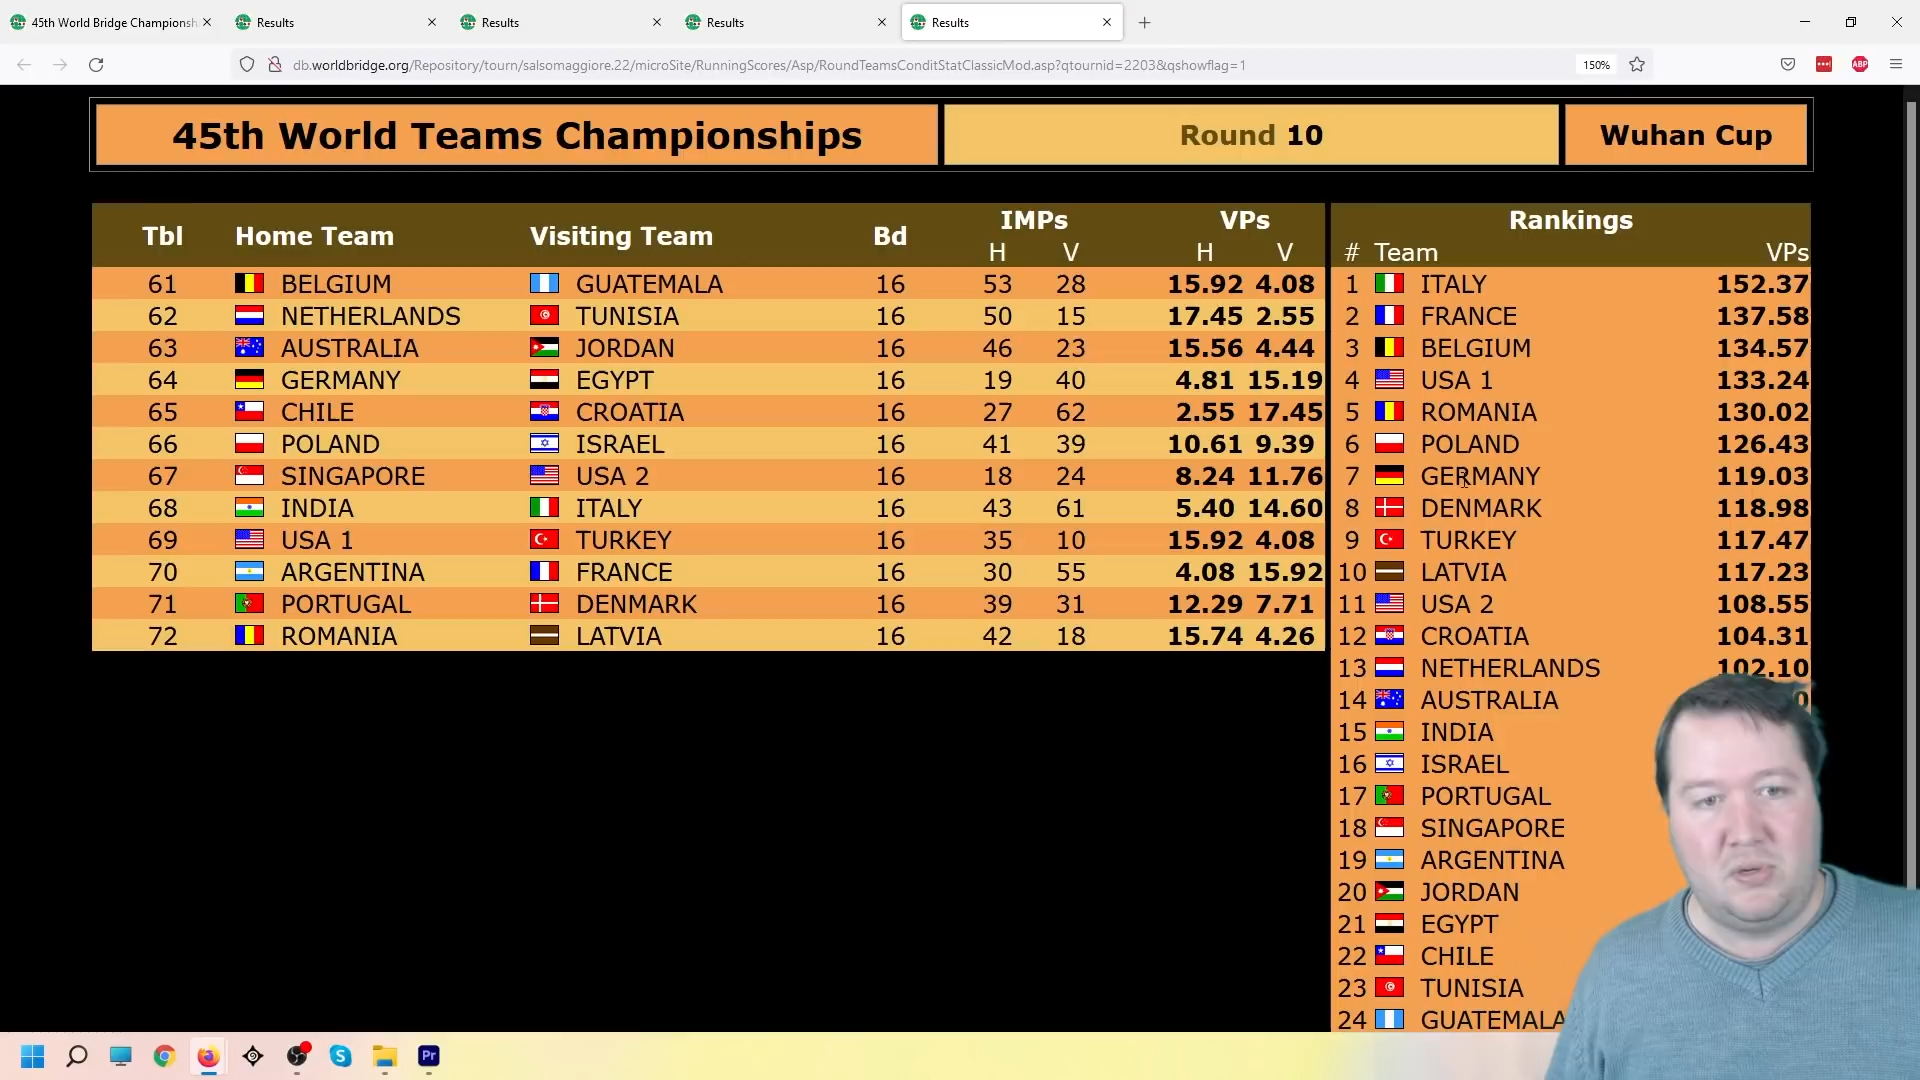 45th World Bridge Championsh
Results
Results
Results
Results
db.worldbridge.org/Repository/tourn/salsomaggiore.22/microSite/RunningScores/Asp/RoundTeamsConditStatClassicMod.asp?qtournid=2203&qshowflag=1
150%
ABP
45th World Teams Championships
Round 10
Wuhan Cup
Tbl Home Team Visiting Team Bd IMPs VPs
H V H V
61 BELGIUM GUATEMALA 16 53 28 15.92 4.08
62 NETHERLANDS TUNISIA 16 50 15 17.45 2.55
63 AUSTRALIA JORDAN 16 46 23 15.56 4.44
64 GERMANY EGYPT 16 19 40 4.81 15.19
65 CHILE CROATIA 16 27 62 2.55 17.45
66 POLAND ISRAEL 16 41 39 10.61 9.39
67 SINGAPORE USA 2 16 18 24 8.24 11.76
68 INDIA ITALY 16 43 61 5.40 14.60
69 USA 1 TURKEY 16 35 10 15.92 4.08
70 ARGENTINA FRANCE 16 30 55 4.08 15.92
71 PORTUGAL DENMARK 16 39 31 12.29 7.71
72 ROMANIA LATVIA 16 42 18 15.74 4.26
Rankings
# Team VPs
1 ITALY 152.37
2 FRANCE 137.58
3 BELGIUM 134.57
4 USA 1 133.24
5 ROMANIA 130.02
6 POLAND 126.43
7 GERMANY 119.03
8 DENMARK 118.98
9 TURKEY 117.47
10 LATVIA 117.23
11 USA 2 108.55
12 CROATIA 104.31
13 NETHERLANDS 102.10
14 AUSTRALIA
15 INDIA
16 ISRAEL
17 PORTUGAL
18 SINGAPORE
19 ARGENTINA
20 JORDAN
21 EGYPT
22 CHILE
23 TUNISIA
24 GUATEMALA
Pr